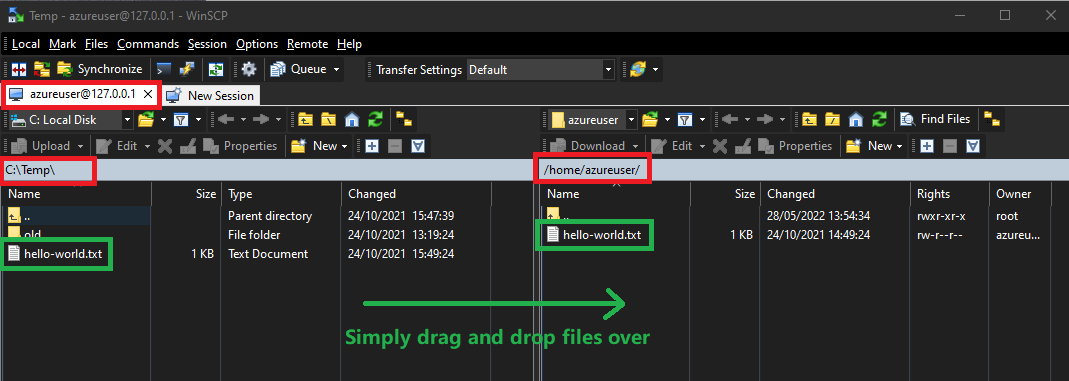 Temp - azureuser@127.0.0.1 - WinSCP
Local Mark Files Commands Session Options Remote Help
Synchronize Queue Transfer Settings Default
azureuser@127.0.0.1 New Session
C: Local Disk azureuser Find Files
Upload Edit Properties New Download Edit Properties New
C:\Temp\ /home/azureuser/
Name Size Type Changed Name Size Changed Rights Owner
.. Parent directory 24/10/2021 15:47:39 .. 28/05/2022 13:54:34 rwxr-xr-x root
old File folder 24/10/2021 13:19:24 hello-world.txt 1 KB 24/10/2021 14:49:24 rw-r--r-- azureu...
hello-world.txt 1 KB Text Document 24/10/2021 15:49:24
Simply drag and drop files over